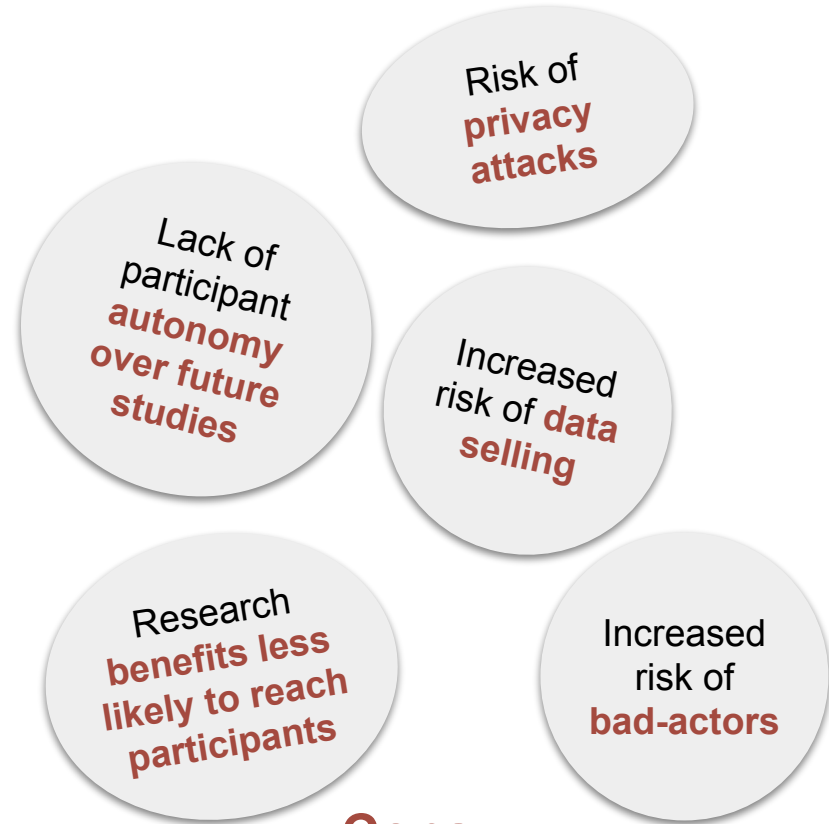 Risk of
privacy
attacks
Lack of
participant
autonomy
over future
studies
Increased
risk of data
selling
Research
benefits less
likely to reach
participants
Increased
risk of
bad-actors